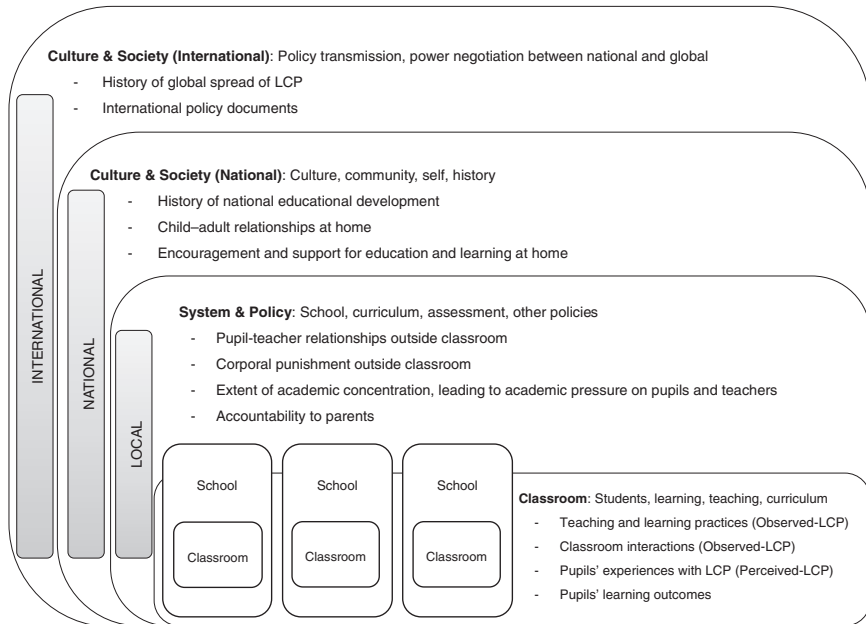 Culture & Society (International): Policy transmission, power negotiation between national and global
- History of global spread of LCP
- International policy documents
INTERNATIONAL
Culture & Society (National): Culture, community, self, history
- History of national educational development
- Child–adult relationships at home
- Encouragement and support for education and learning at home
NATIONAL
System & Policy: School, curriculum, assessment, other policies
- Pupil-teacher relationships outside classroom
- Corporal punishment outside classroom
- Extent of academic concentration, leading to academic pressure on pupils and teachers
- Accountability to parents
LOCAL
School
Classroom
School
Classroom
School
Classroom
Classroom: Students, learning, teaching, curriculum
- Teaching and learning practices (Observed-LCP)
- Classroom interactions (Observed-LCP)
- Pupils' experiences with LCP (Perceived-LCP)
- Pupils' learning outcomes